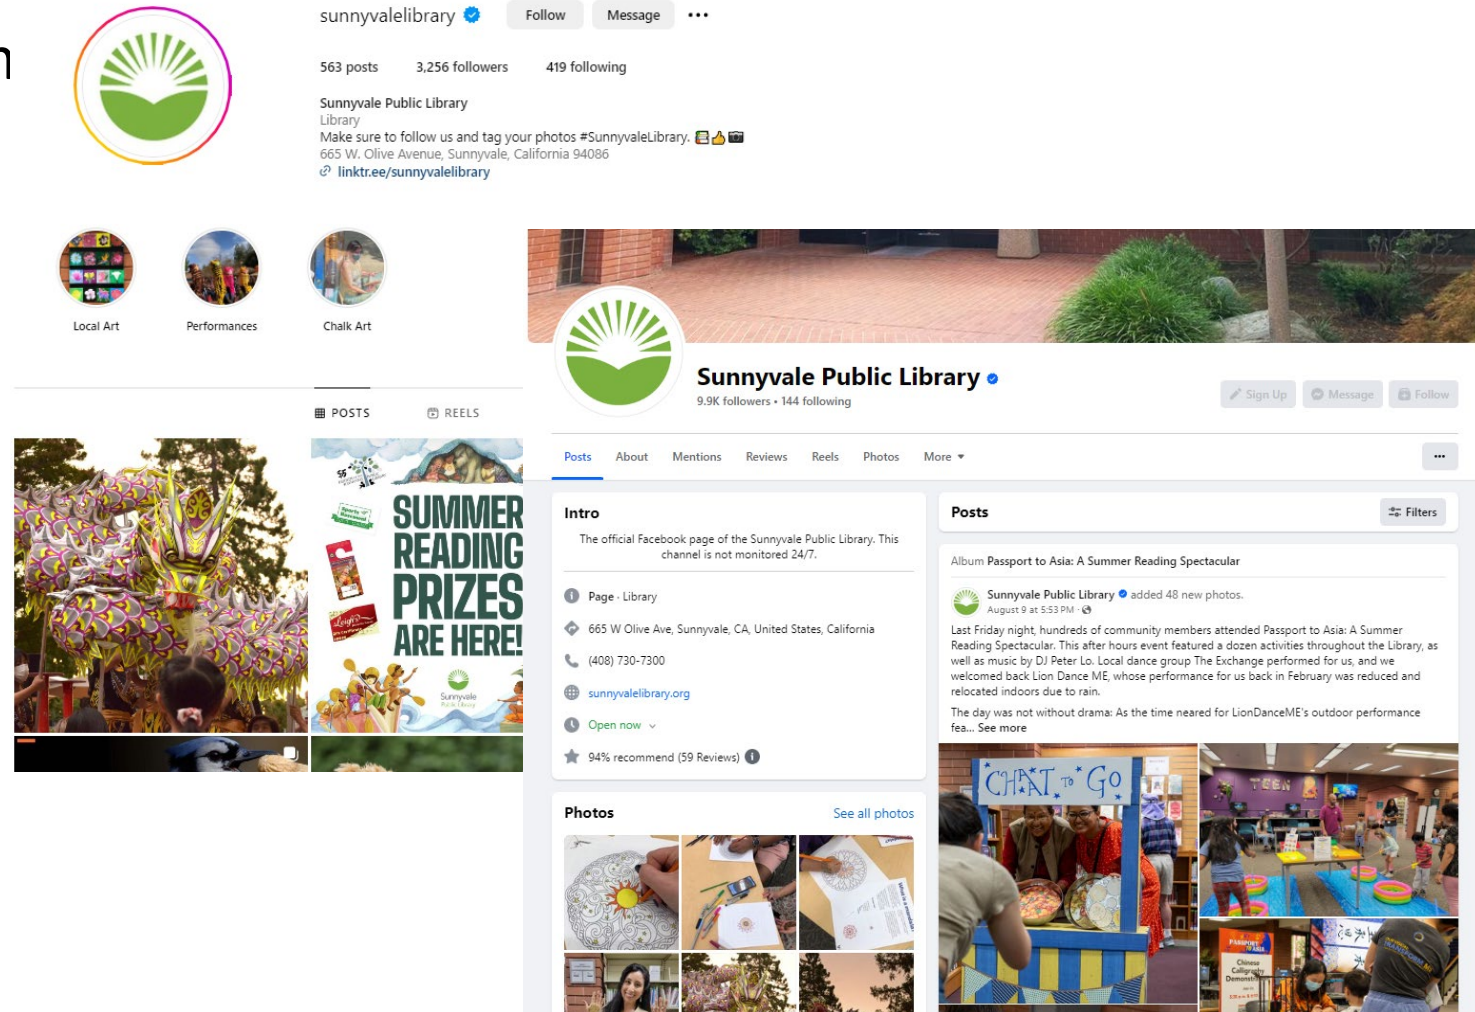 n
sunnyvalelibrary
Follow
Message
563 posts
3,256 followers
419 following
Sunnyvale Public Library
Library
Make sure to follow us and tag your photos #SunnyvaleLibrary.
665 W. Olive Avenue, Sunnyvale, California 94086
linktr.ee/sunnyvalelibrary
Local Art
Performances
Chalk Art
POSTS
REELS
SUMMER
READING
PRIZES
ARE HERE!
Sunnyvale
Public Library
Sunnyvale Public Library
9.9K followers • 144 following
Sign Up
Message
Follow
Posts
About
Mentions
Reviews
Reels
Photos
More
Intro
The official Facebook page of the Sunnyvale Public Library. This
channel is not monitored 24/7.
Page · Library
665 W Olive Ave, Sunnyvale, CA, United States, California
(408) 730-7300
sunnyvalelibrary.org
Open now
94% recommend (59 Reviews)
Photos
See all photos
Posts
Filters
Album Passport to Asia: A Summer Reading Spectacular
Sunnyvale Public Library added 48 new photos.
August 9 at 5:53 PM ·
Last Friday night, hundreds of community members attended Passport to Asia: A Summer
Reading Spectacular. This after hours event featured a dozen activities throughout the Library, as
well as music by DJ Peter Lo. Local dance group The Exchange performed for us, and we
welcomed back Lion Dance ME, whose performance for us back in February was reduced and
relocated indoors due to rain.
The day was not without drama: As the time neared for LionDanceME's outdoor performance
fea... See more
CHAT TO GO
TEEN
PASSPORT
TO ASIA
Chinese
Calligraphy